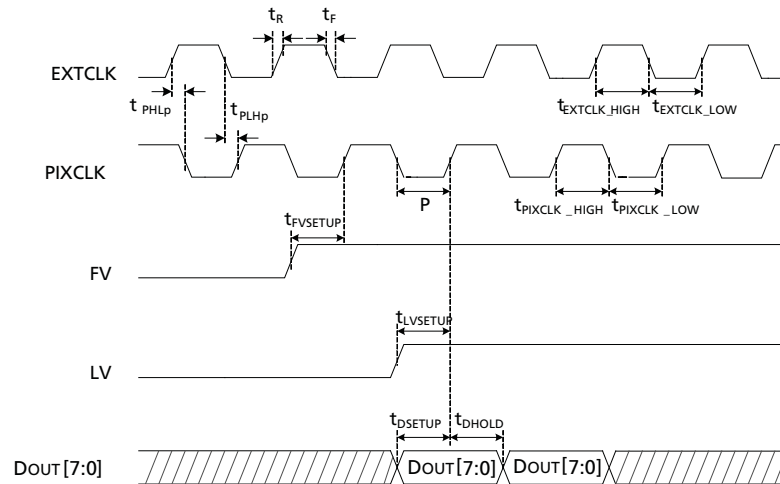 tR tF
EXTCLK
t PHLp
t PLHp
tEXTCLK_HIGH tEXTCLK_LOW
PIXCLK
P
tPIXCLK _HIGH tPIXCLK _LOW
tFVSETUP
FV
tLVSETUP
LV
tDSETUP tDHOLD
DOUT[7:0] DOUT[7:0] DOUT[7:0]